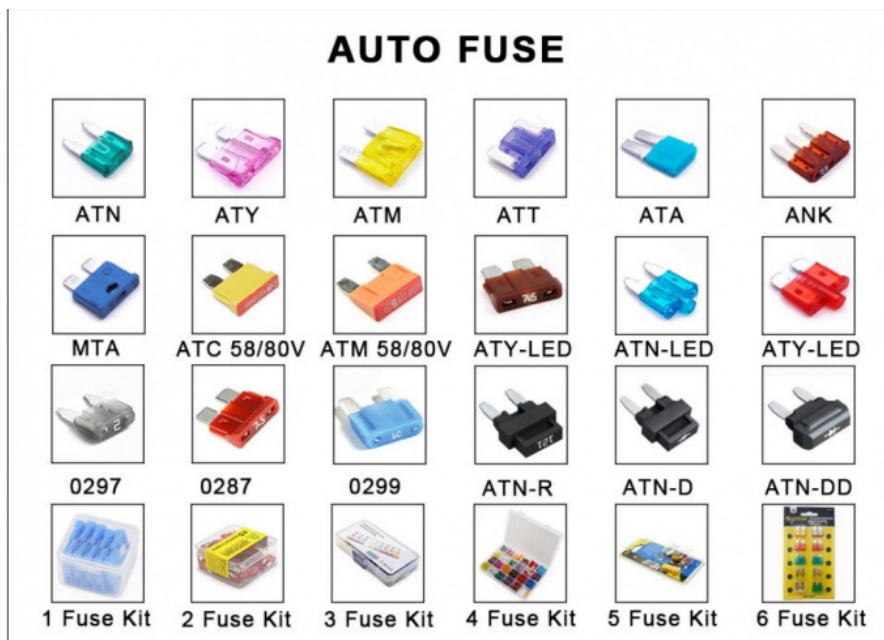 AUTO FUSE
ATN ATY ATM ATT ATA ANK
MTA ATC 58/80V ATM 58/80V ATY-LED ATN-LED ATY-LED
0297 0287 0299 ATN-R ATN-D ATN-DD
1 Fuse Kit 2 Fuse Kit 3 Fuse Kit 4 Fuse Kit 5 Fuse Kit 6 Fuse Kit